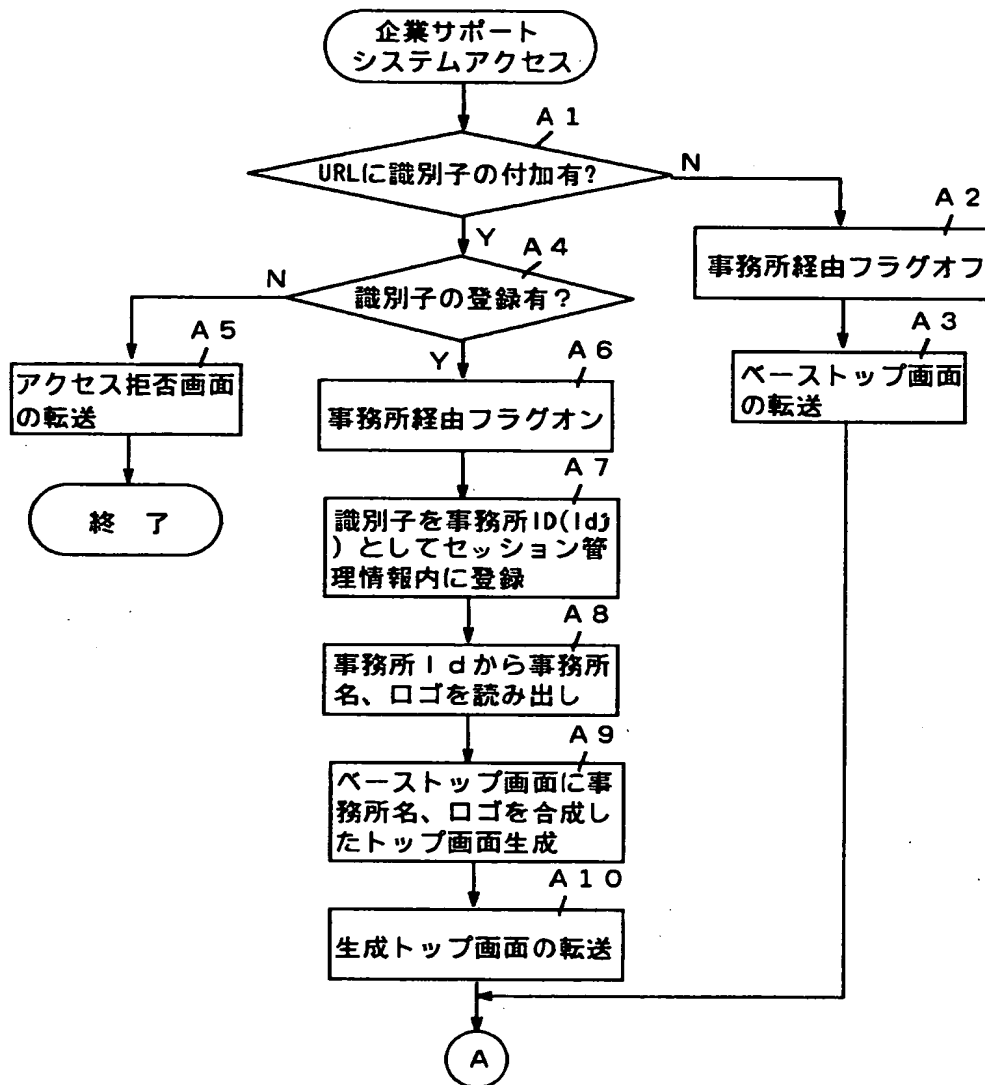 企業サポート
システムアクセス
A1
URLに識別子の付加有?
N
Y
A2
事務所経由フラグオフ
A3
ベーストップ画面
の転送
A4
識別子の登録有?
N
Y
A5
アクセス拒否画面
の転送
終 了
A6
事務所経由フラグオン
A7
識別子を事務所ID(Idj
)としてセッション管
理情報内に登録
A8
事務所Idから事務所
名、ロゴを読み出し
A9
ベーストップ画面に事
務所名、ロゴを合成し
たトップ画面生成
A10
生成トップ画面の転送
A